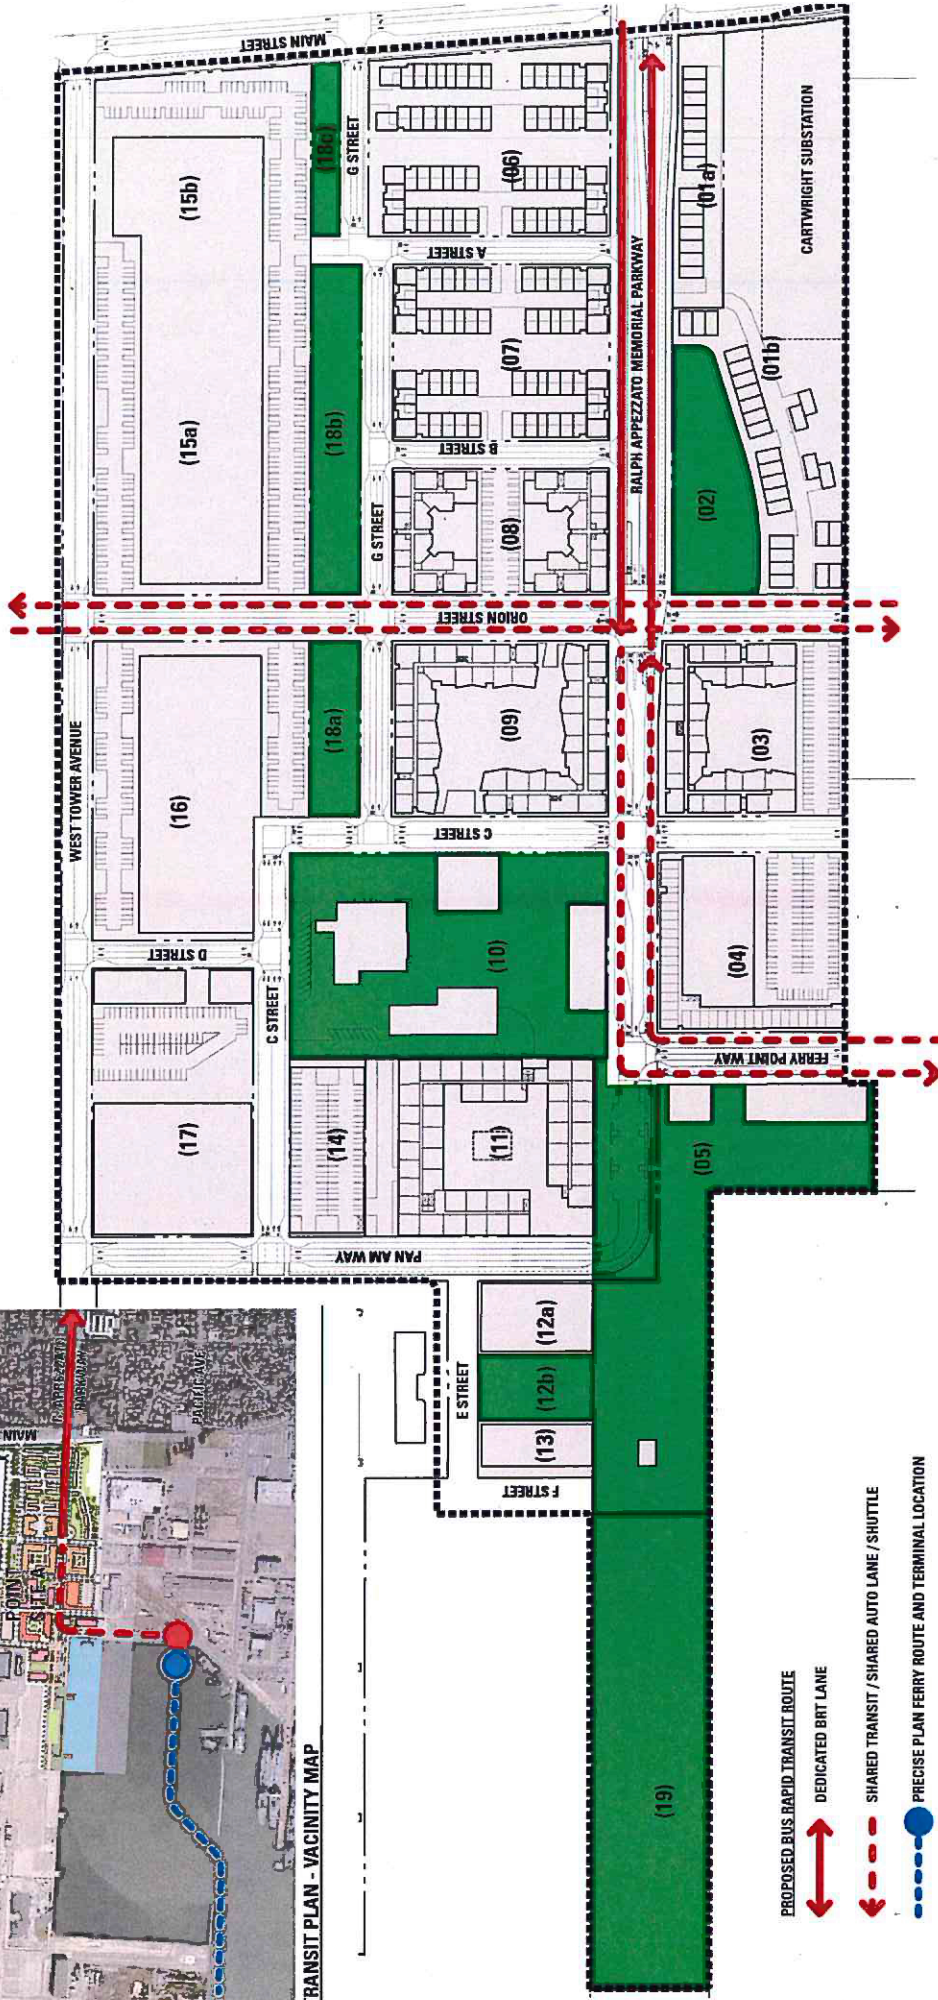 MAIN STREET
WEST TOWER AVENUE
(15b)
(15a)
(16)
(17)
(18c)
(18b)
(18a)
G STREET
G STREET
A STREET
B STREET
ORION STREET
C STREET
D STREET
C STREET
PAN AM WAY
(06)
(07)
(08)
(09)
(10)
(11)
(14)
RALPH APPEZZATO MEMORIAL PARKWAY
(01a)
(01b)
CARTWRIGHT SUBSTATION
(02)
(03)
(04)
FERRY POINT WAY
(05)
E STREET
(12a)
(12b)
(13)
F STREET
(19)
MAIN
R. APPEZZATO
PARKWAY
PACIFIC AVE
POINT
SITE A
TRANSIT PLAN - VACINITY MAP
PROPOSED BUS RAPID TRANSIT ROUTE
DEDICATED BRT LANE
SHARED TRANSIT / SHARED AUTO LANE / SHUTTLE
PRECISE PLAN FERRY ROUTE AND TERMINAL LOCATION